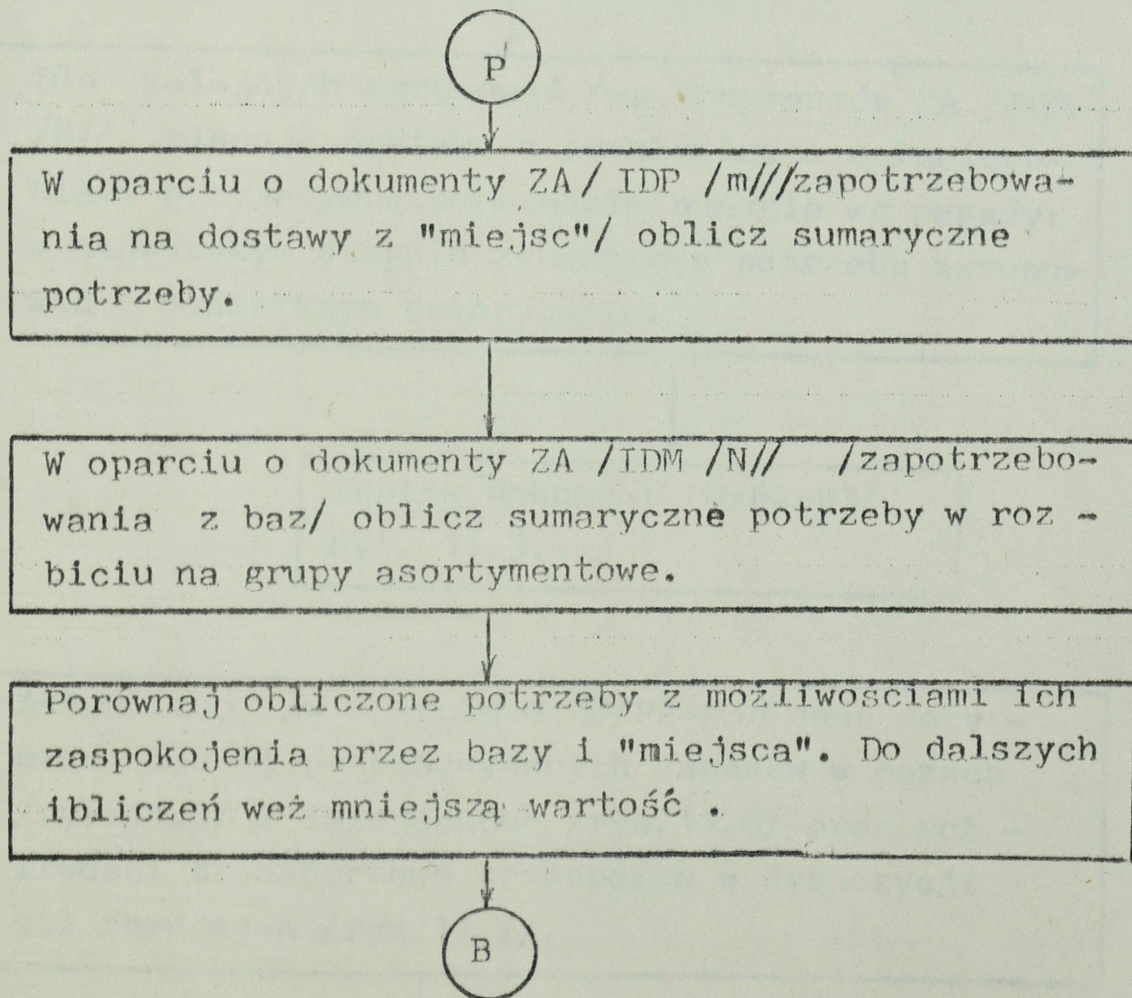 P
W oparciu o dokumenty ZA/ IDP /m///zapotrzebowa-
nia na dostawy z "miejsc"/ oblicz sumaryczne
potrzeby.
W oparciu o dokumenty ZA /IDM /N// /zapotrzebo-
wania z baz/ oblicz sumaryczne potrzeby w roz -
biciu na grupy asortymentowe.
Porównaj obliczone potrzeby z możliwościami ich
zaspokojenia przez bazy i "miejsca". Do dalszych
ibliczeń weż mniejszą wartość .
B